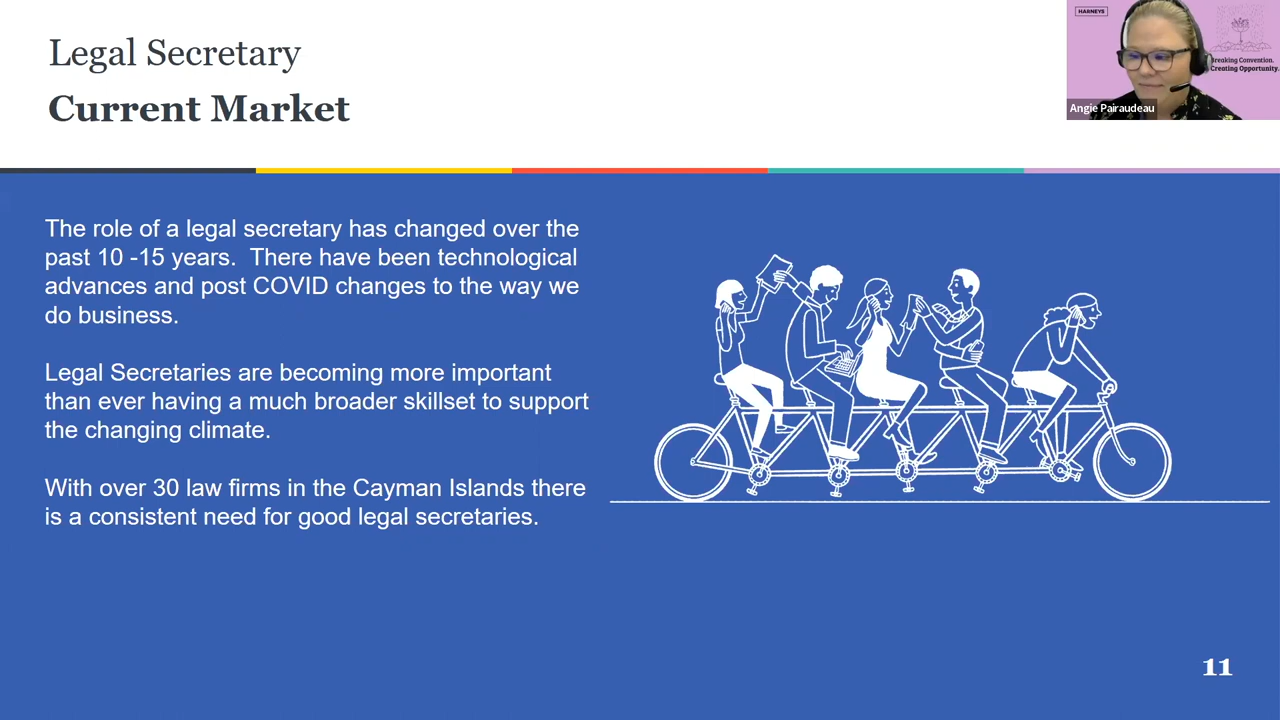 Legal Secretary
Current Market
HARNEYS
Breaking Convention.
Creating Opportunity.
Angie Pairaudeau
The role of a legal secretary has changed over the
past 10 -15 years.  There have been technological
advances and post COVID changes to the way we
do business.
Legal Secretaries are becoming more important
than ever having a much broader skillset to support
the changing climate.
With over 30 law firms in the Cayman Islands there
is a consistent need for good legal secretaries.
11